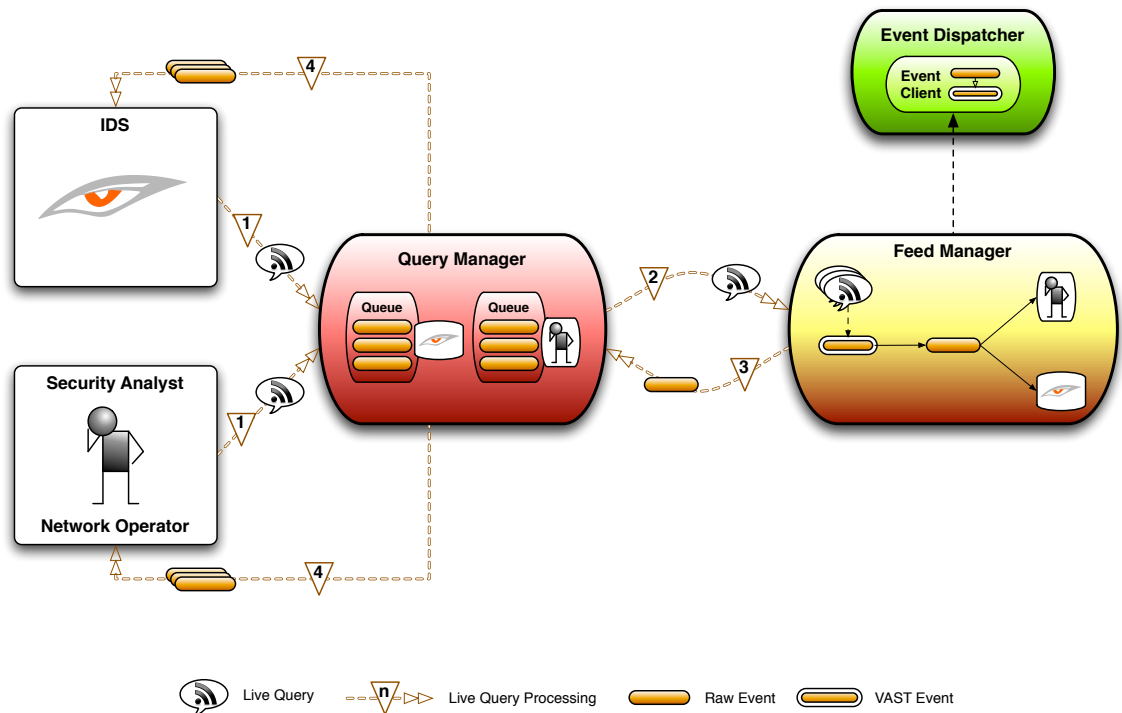 Event Dispatcher
Event
Client
4
IDS
1
Query Manager
Queue
Queue
2
3
Feed Manager
Security Analyst
1
Network Operator
4
Live Query
n
Live Query Processing
Raw Event
VAST Event